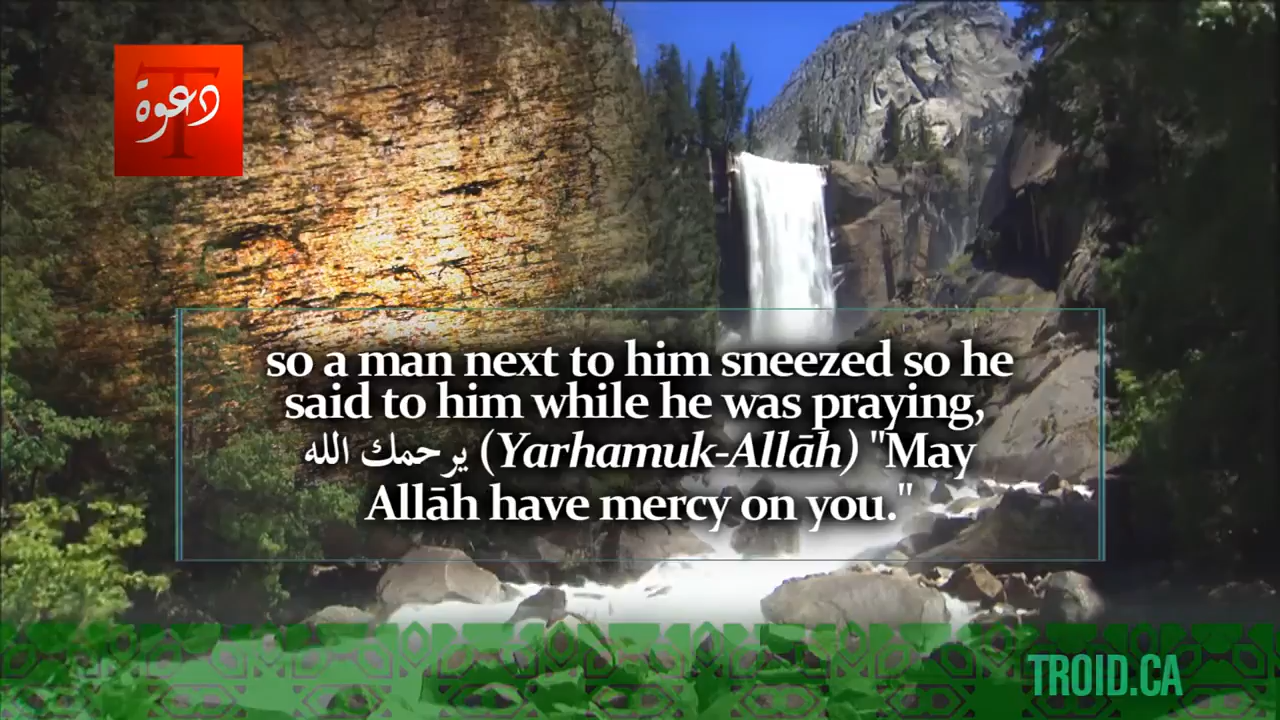 دعوة
T
so a man next to him sneezed so he
said to him while he was praying,
يرحمك الله (Yarhamuk-Allāh) "May
Allāh have mercy on you."
TROID.CA